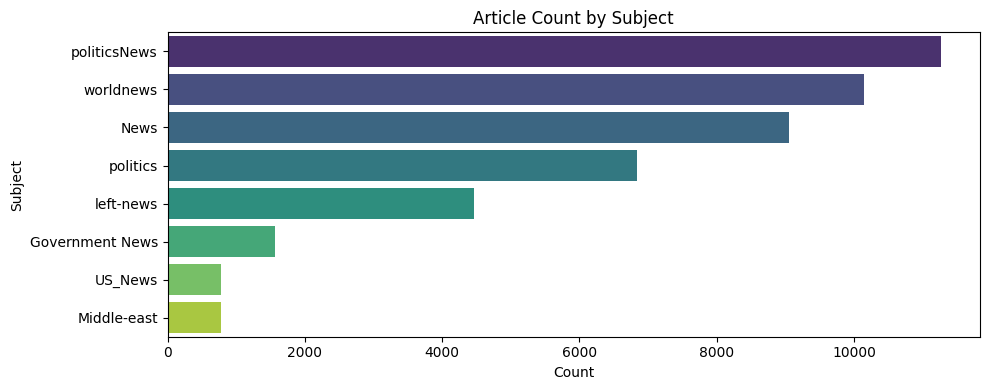 Article Count by Subject
Subject
politicsNews
worldnews
News
politics
left-news
Government News
US_News
Middle-east
0 2000 4000 6000 8000 10000
Count